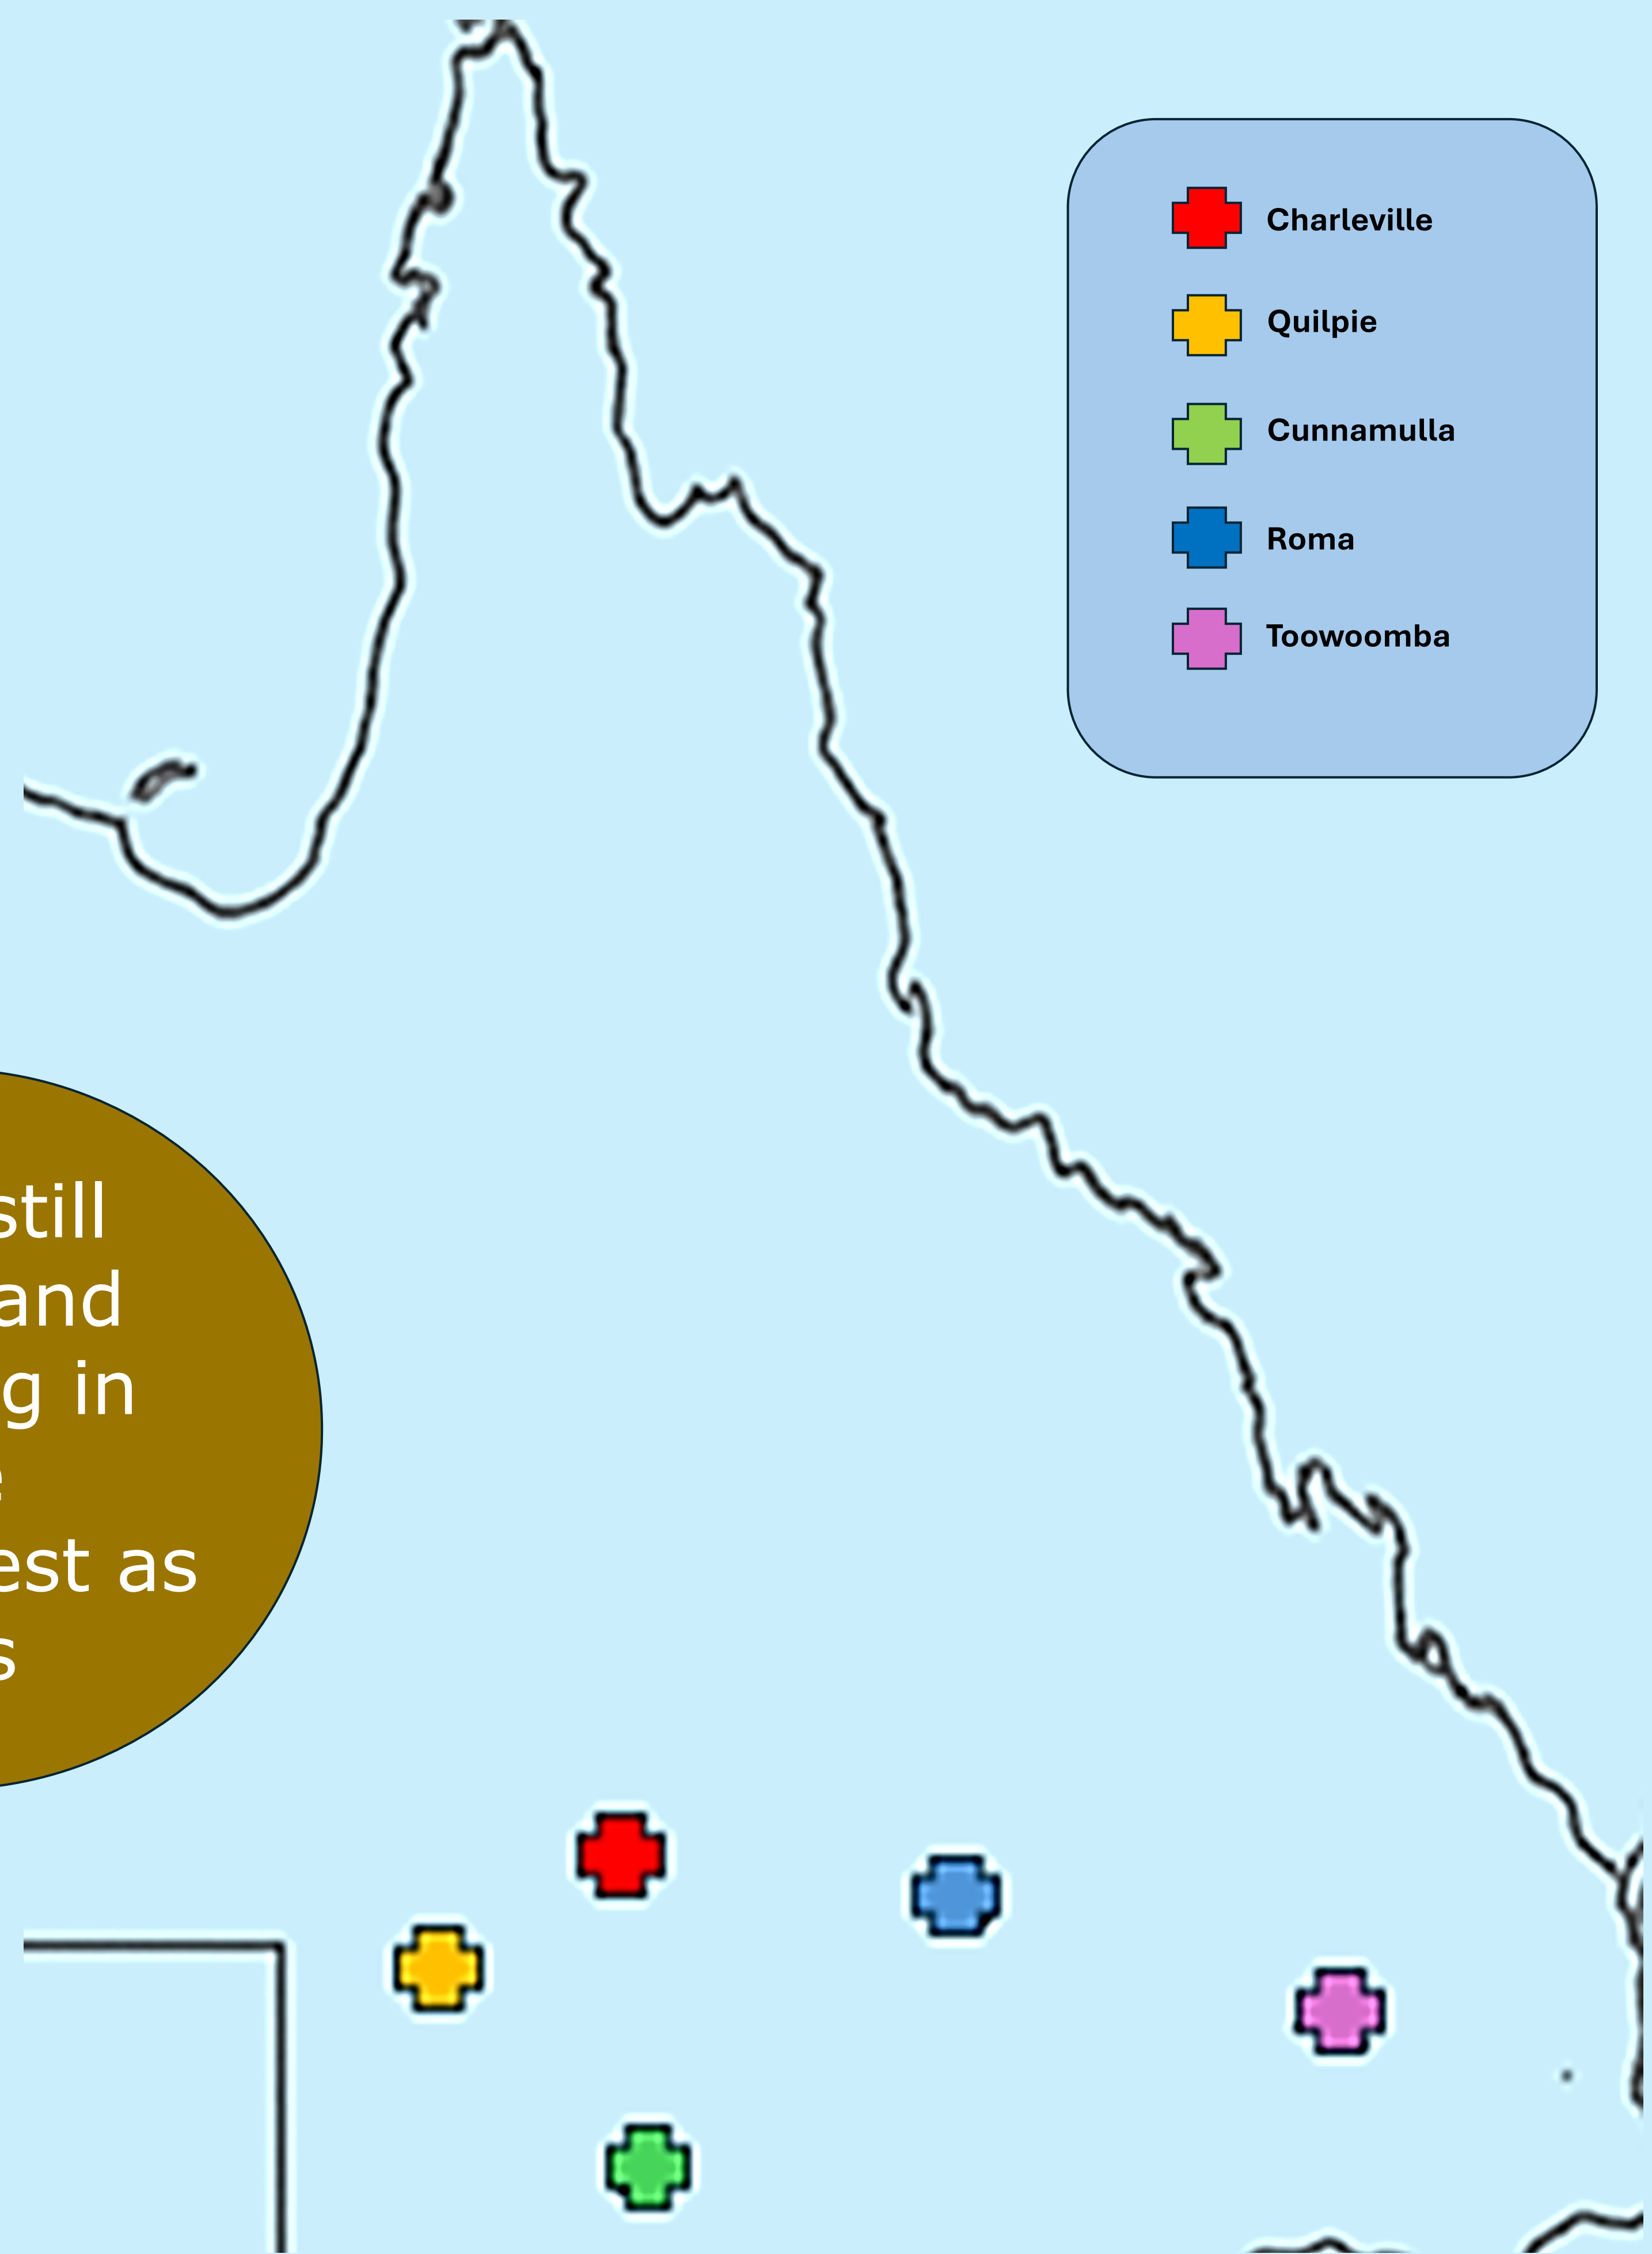 Charleville
Quilpie
Cunnamulla
Roma
Toowoomba
still
and
g in
e
est as
s